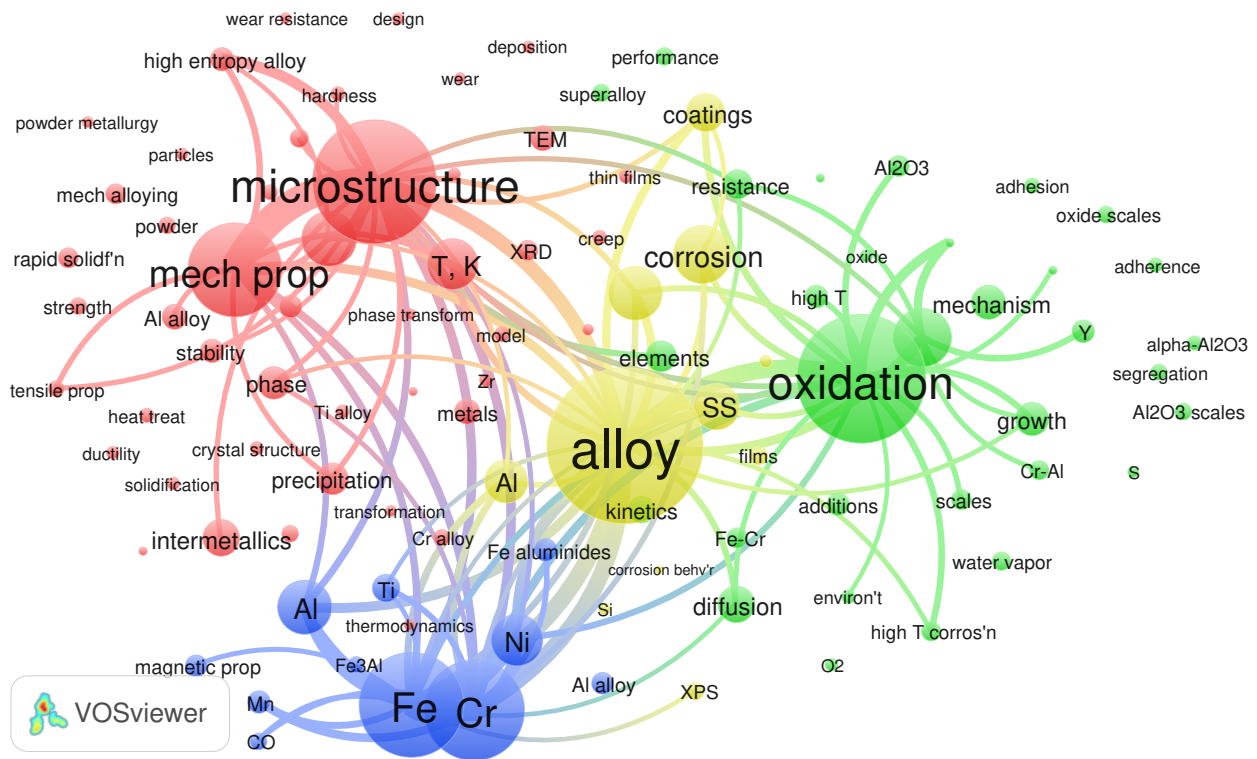 wear resistance
design
deposition
high entropy alloy
performance
wear
superalloy
hardness
coatings
powder metallurgy
TEM
particles
Al2O3
thin films
microstructure
resistance
adhesion
mech alloying
oxide scales
powder
creep
XRD
corrosion
oxide
rapid solidf'n
mech prop
T, K
adherence
high T
mechanism
strength
Al alloy
phase transform
model
Y
alpha-Al2O3
stability
elements
segregation
tensile prop
phase
Zr
oxidation
heat treat
Ti alloy
metals
SS
growth
Al2O3 scales
ductility
crystal structure
alloy
films
Cr-Al
S
solidification
precipitation
Al
transformation
kinetics
additions
scales
intermetallics
Cr alloy
Fe aluminides
Fe-Cr
corrosion behv'r
water vapor
Al
Ti
Si
diffusion
environ't
thermodynamics
Ni
high T corros'n
magnetic prop
Fe3Al
O2
Al alloy
XPS
Mn
Fe
Cr
VOSviewer
CO